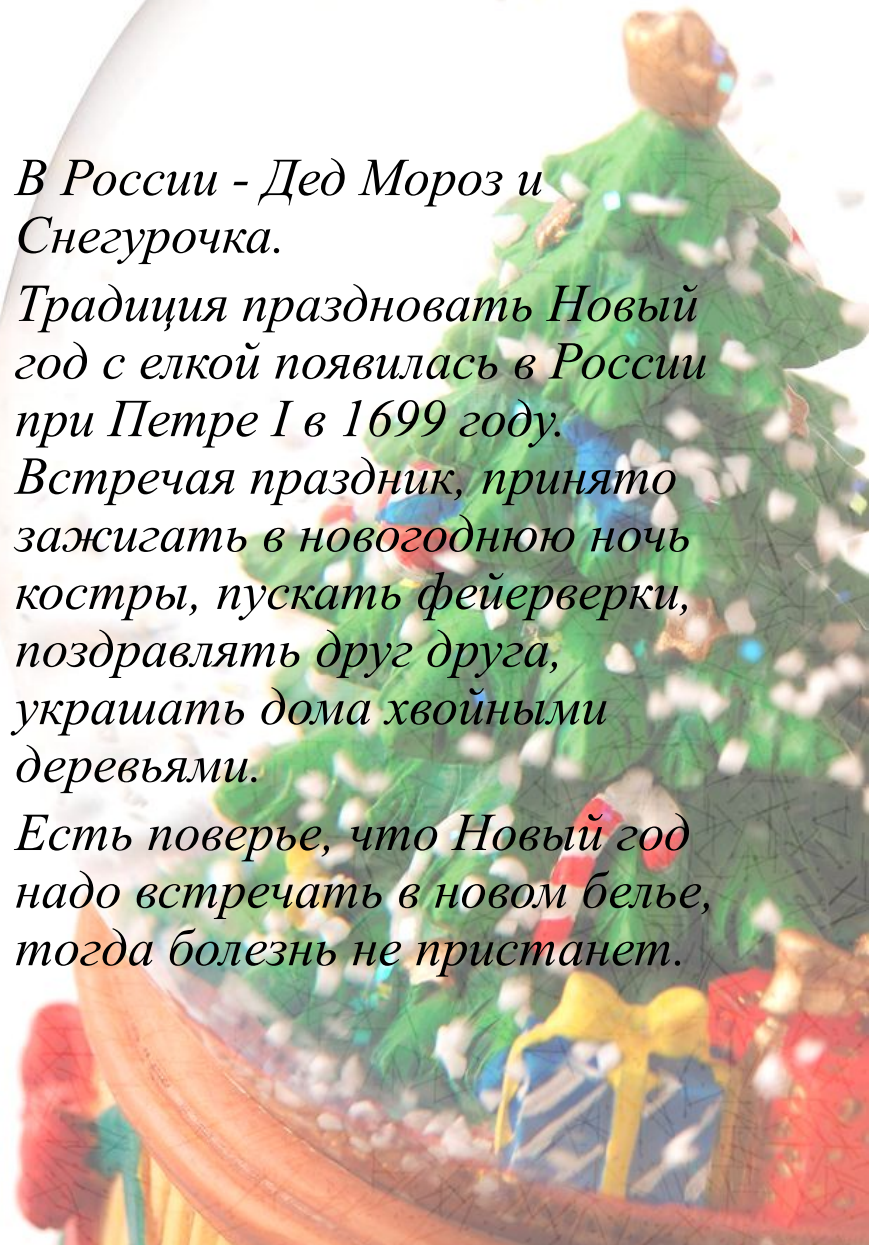 В России - Дед Мороз и
Снегурочка.
Традиция праздновать Новый
год с елкой появилась в России
при Петре I в 1699 году.
Встречая праздник, принято
зажигать в новогоднюю ночь
костры, пускать фейерверки,
поздравлять друг друга,
украшать дома хвойными
деревьями.
Есть поверье, что Новый год
надо встречать в новом белье,
тогда болезнь не пристанет.